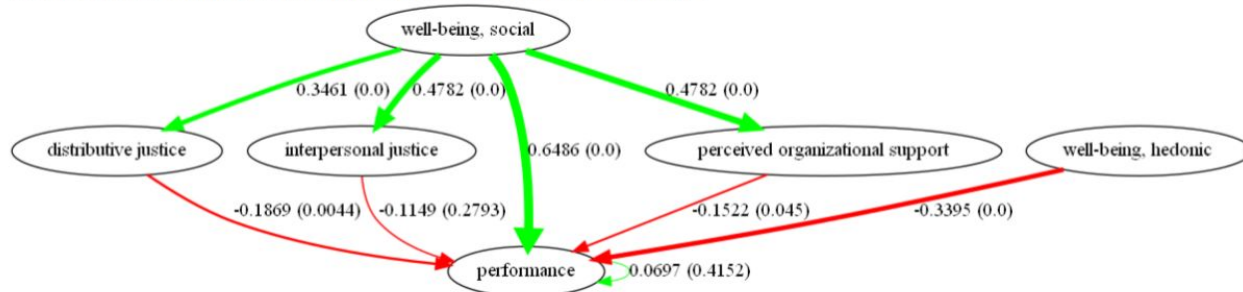 well-being, social
0.3461 (0.0)
0.4782 (0.0)
0.4782 (0.0)
distributive justice
interpersonal justice
0.6486 (0.0)
perceived organizational support
well-being, hedonic
-0.1869 (0.0044)
-0.1149 (0.2793)
-0.1522 (0.045)
-0.3395 (0.0)
performance
0.0697 (0.4152)